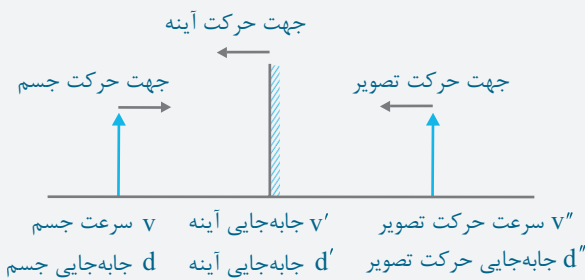 جهت حرکت آینه
جهت حرکت تصویر
جهت حرکت جسم
v″ سرعت حرکت تصویر
v′ جابه‌جایی آینه
v سرعت جسم
d″ جابه‌جایی حرکت تصویر
d′ جابه‌جایی آینه
d جابه‌جایی جسم